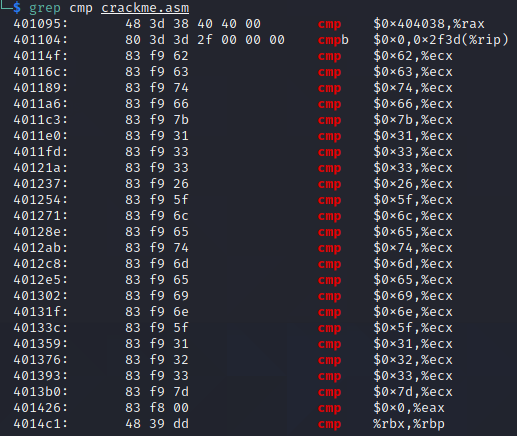 └─$ grep cmp crackme.asm
401095: 48 3d 38 40 40 00 cmp $0×404038,%rax
401104: 80 3d 3d 2f 00 00 00 cmpb $0×0,0×2f3d(%rip)
40114f: 83 f9 62 cmp $0×62,%ecx
40116c: 83 f9 63 cmp $0×63,%ecx
401189: 83 f9 74 cmp $0×74,%ecx
4011a6: 83 f9 66 cmp $0×66,%ecx
4011c3: 83 f9 7b cmp $0×7b,%ecx
4011e0: 83 f9 31 cmp $0×31,%ecx
4011fd: 83 f9 33 cmp $0×33,%ecx
40121a: 83 f9 33 cmp $0×33,%ecx
401237: 83 f9 26 cmp $0×26,%ecx
401254: 83 f9 5f cmp $0×5f,%ecx
401271: 83 f9 6c cmp $0×6c,%ecx
40128e: 83 f9 65 cmp $0×65,%ecx
4012ab: 83 f9 74 cmp $0×74,%ecx
4012c8: 83 f9 6d cmp $0×6d,%ecx
4012e5: 83 f9 65 cmp $0×65,%ecx
401302: 83 f9 69 cmp $0×69,%ecx
40131f: 83 f9 6e cmp $0×6e,%ecx
40133c: 83 f9 5f cmp $0×5f,%ecx
401359: 83 f9 31 cmp $0×31,%ecx
401376: 83 f9 32 cmp $0×32,%ecx
401393: 83 f9 33 cmp $0×33,%ecx
4013b0: 83 f9 7d cmp $0×7d,%ecx
401426: 83 f8 00 cmp $0×0,%eax
4014c1: 48 39 dd cmp %rbx,%rbp